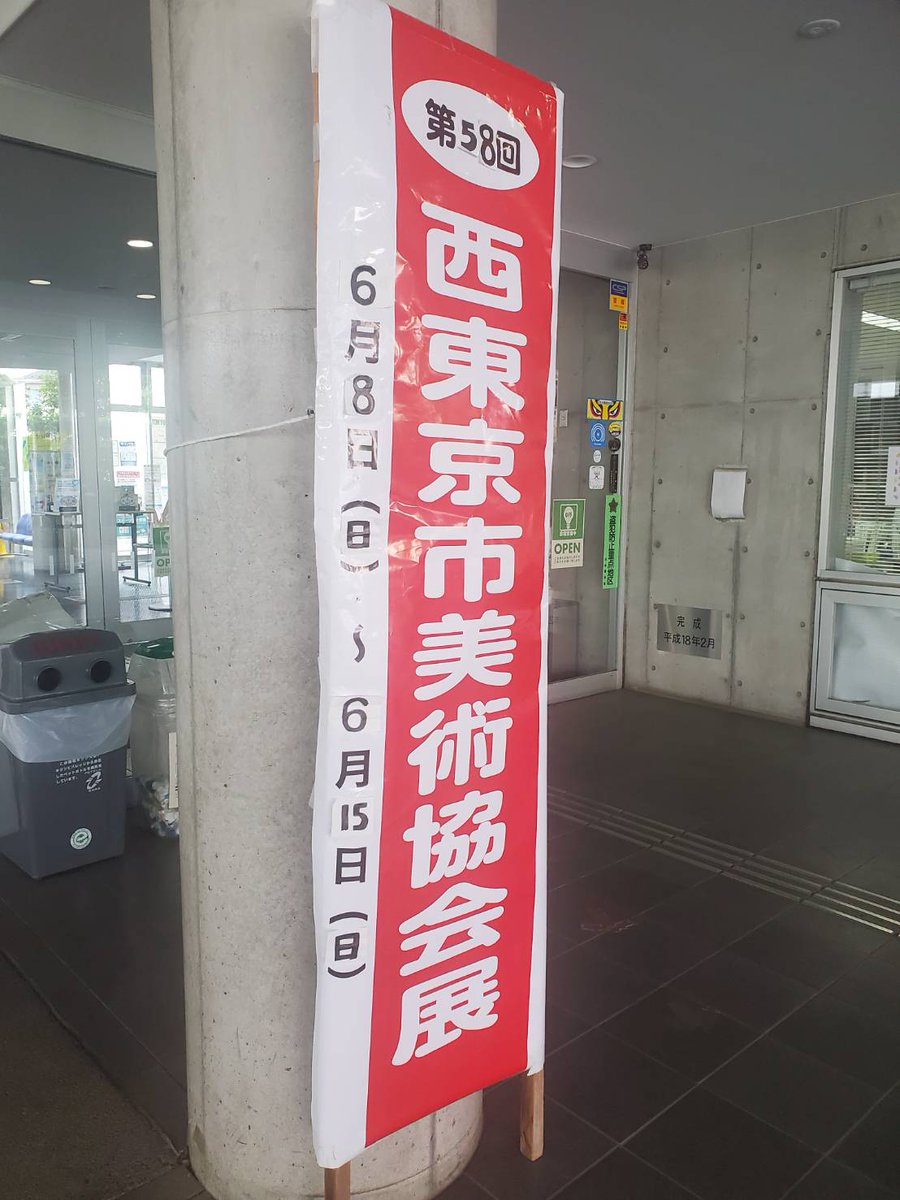 第58回
西東京市美術協会展
6月8日(日)～6月15日(日)
OPEN
OPEN
完成
平成18年2月